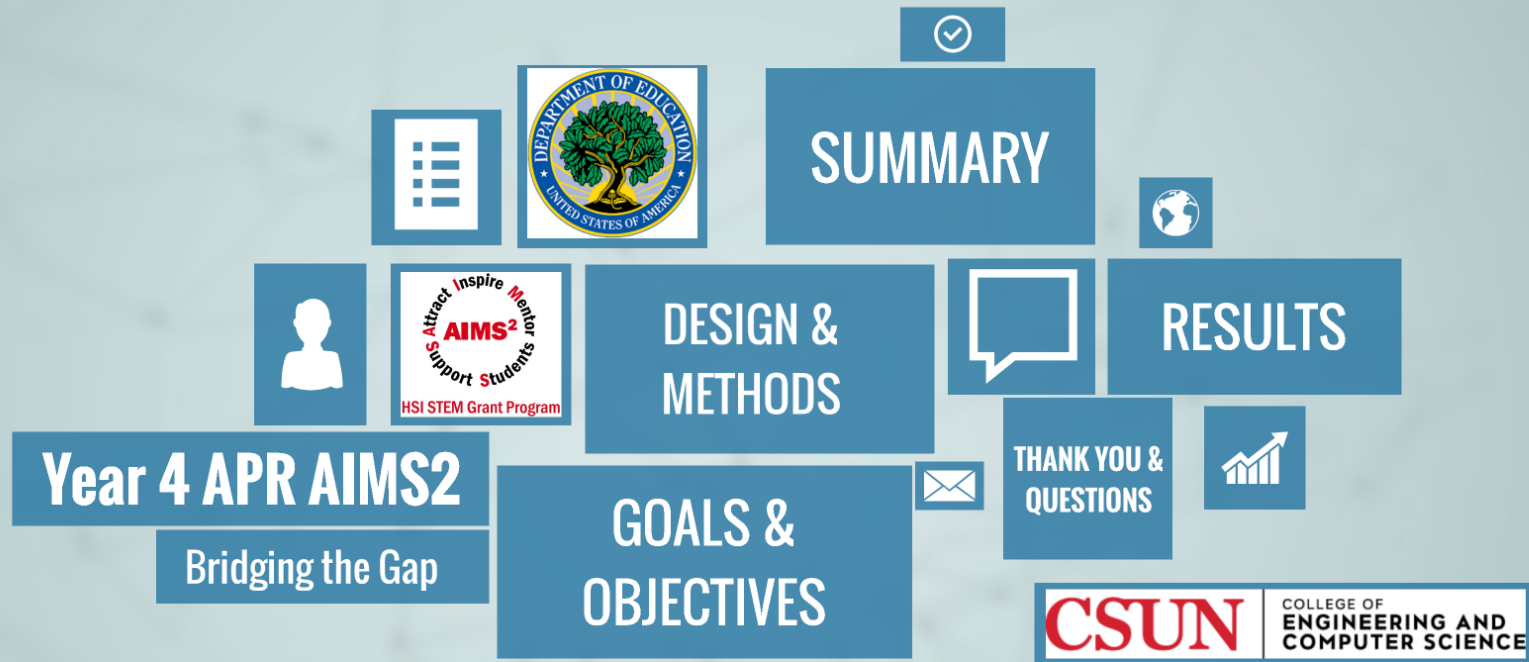 DEPARTMENT OF EDUCATION
UNITED STATES OF AMERICA
SUMMARY
Attract Inspire Mentor
Support Students
AIMS²
HSI STEM Grant Program
DESIGN &
METHODS
RESULTS
Year 4 APR AIMS2
Bridging the Gap
GOALS &
OBJECTIVES
THANK YOU &
QUESTIONS
CSUN
COLLEGE OF
ENGINEERING AND
COMPUTER SCIENCE